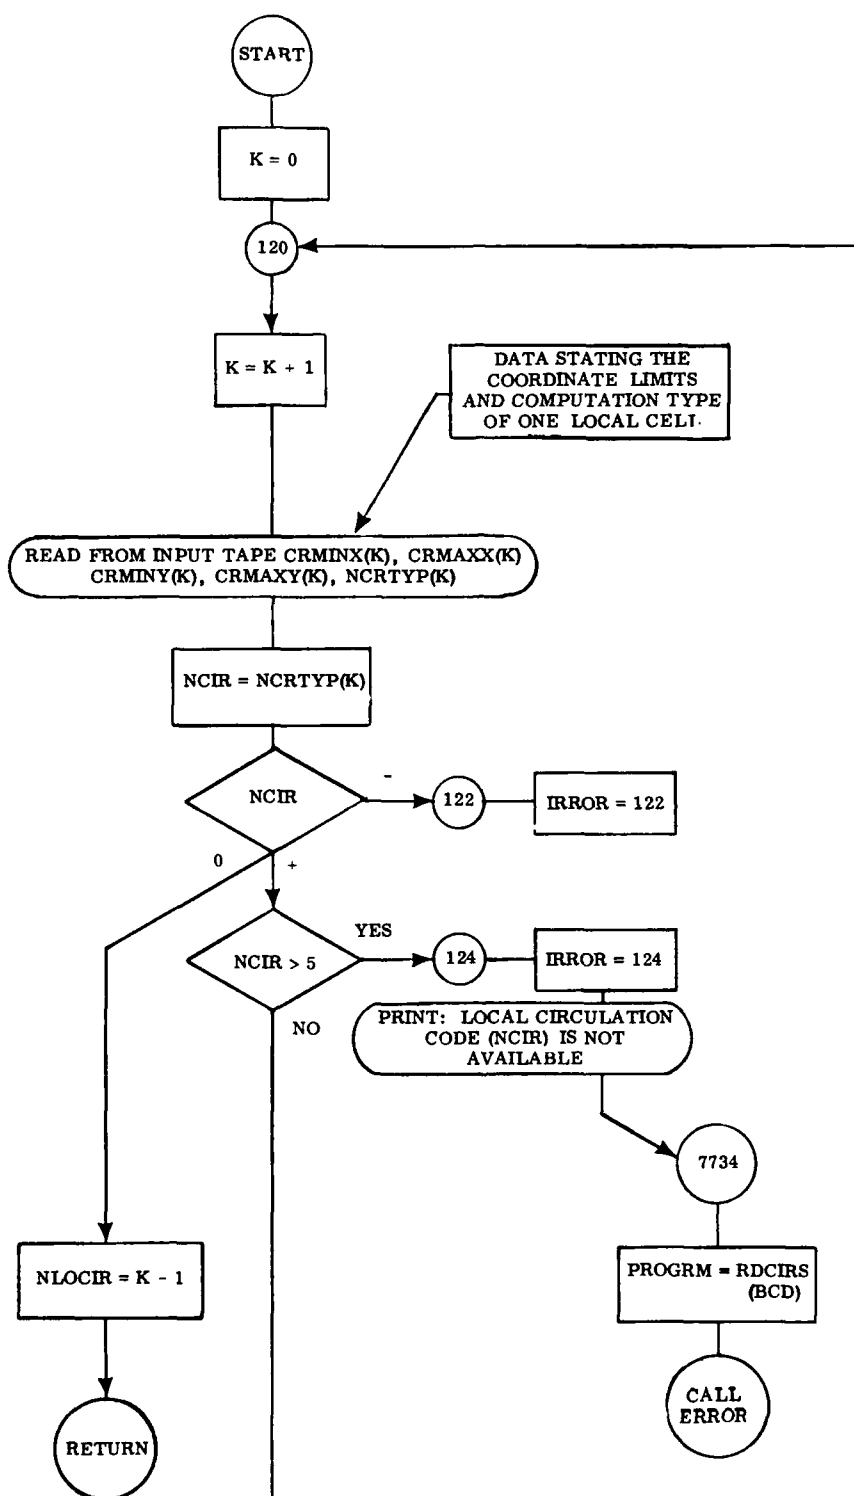 START
K = 0
120
K = K + 1
DATA STATING THE
COORDINATE LIMITS
AND COMPUTATION TYPE
OF ONE LOCAL CELL
READ FROM INPUT TAPE CRMINX(K), CRMAXX(K)
CRMINY(K), CRMAXY(K), NCRTYP(K)
NCIR = NCRTYP(K)
NCIR
-
122
IRROR = 122
0
+
NCIR > 5
YES
124
IRROR = 124
NO
PRINT: LOCAL CIRCULATION
CODE (NCIR) IS NOT
AVAILABLE
7734
NLOCIR = K - 1
PROGRM = RDCIRS
(BCD)
RETURN
CALL
ERROR